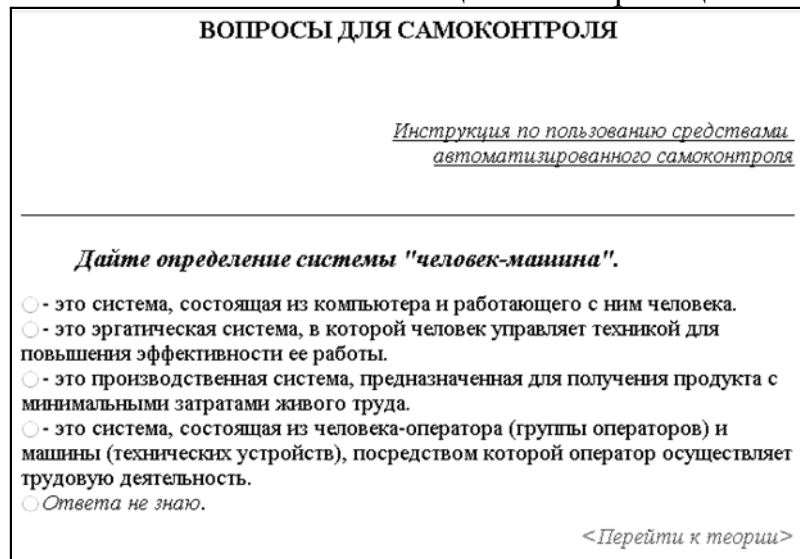 ВОПРОСЫ ДЛЯ САМОКОНТРОЛЯ
Инструкция по пользованию средствами
автоматизированного самоконтроля
Дайте определение системы "человек-машина".
- это система, состоящая из компьютера и работающего с ним человека.
- это эргатическая система, в которой человек управляет техникой для
повышения эффективности ее работы.
- это производственная система, предназначенная для получения продукта с
минимальными затратами живого труда.
- это система, состоящая из человека-оператора (группы операторов) и
машины (технических устройств), посредством которой оператор осуществляет
трудовую деятельность.
Ответа не знаю.
<Перейти к теории>